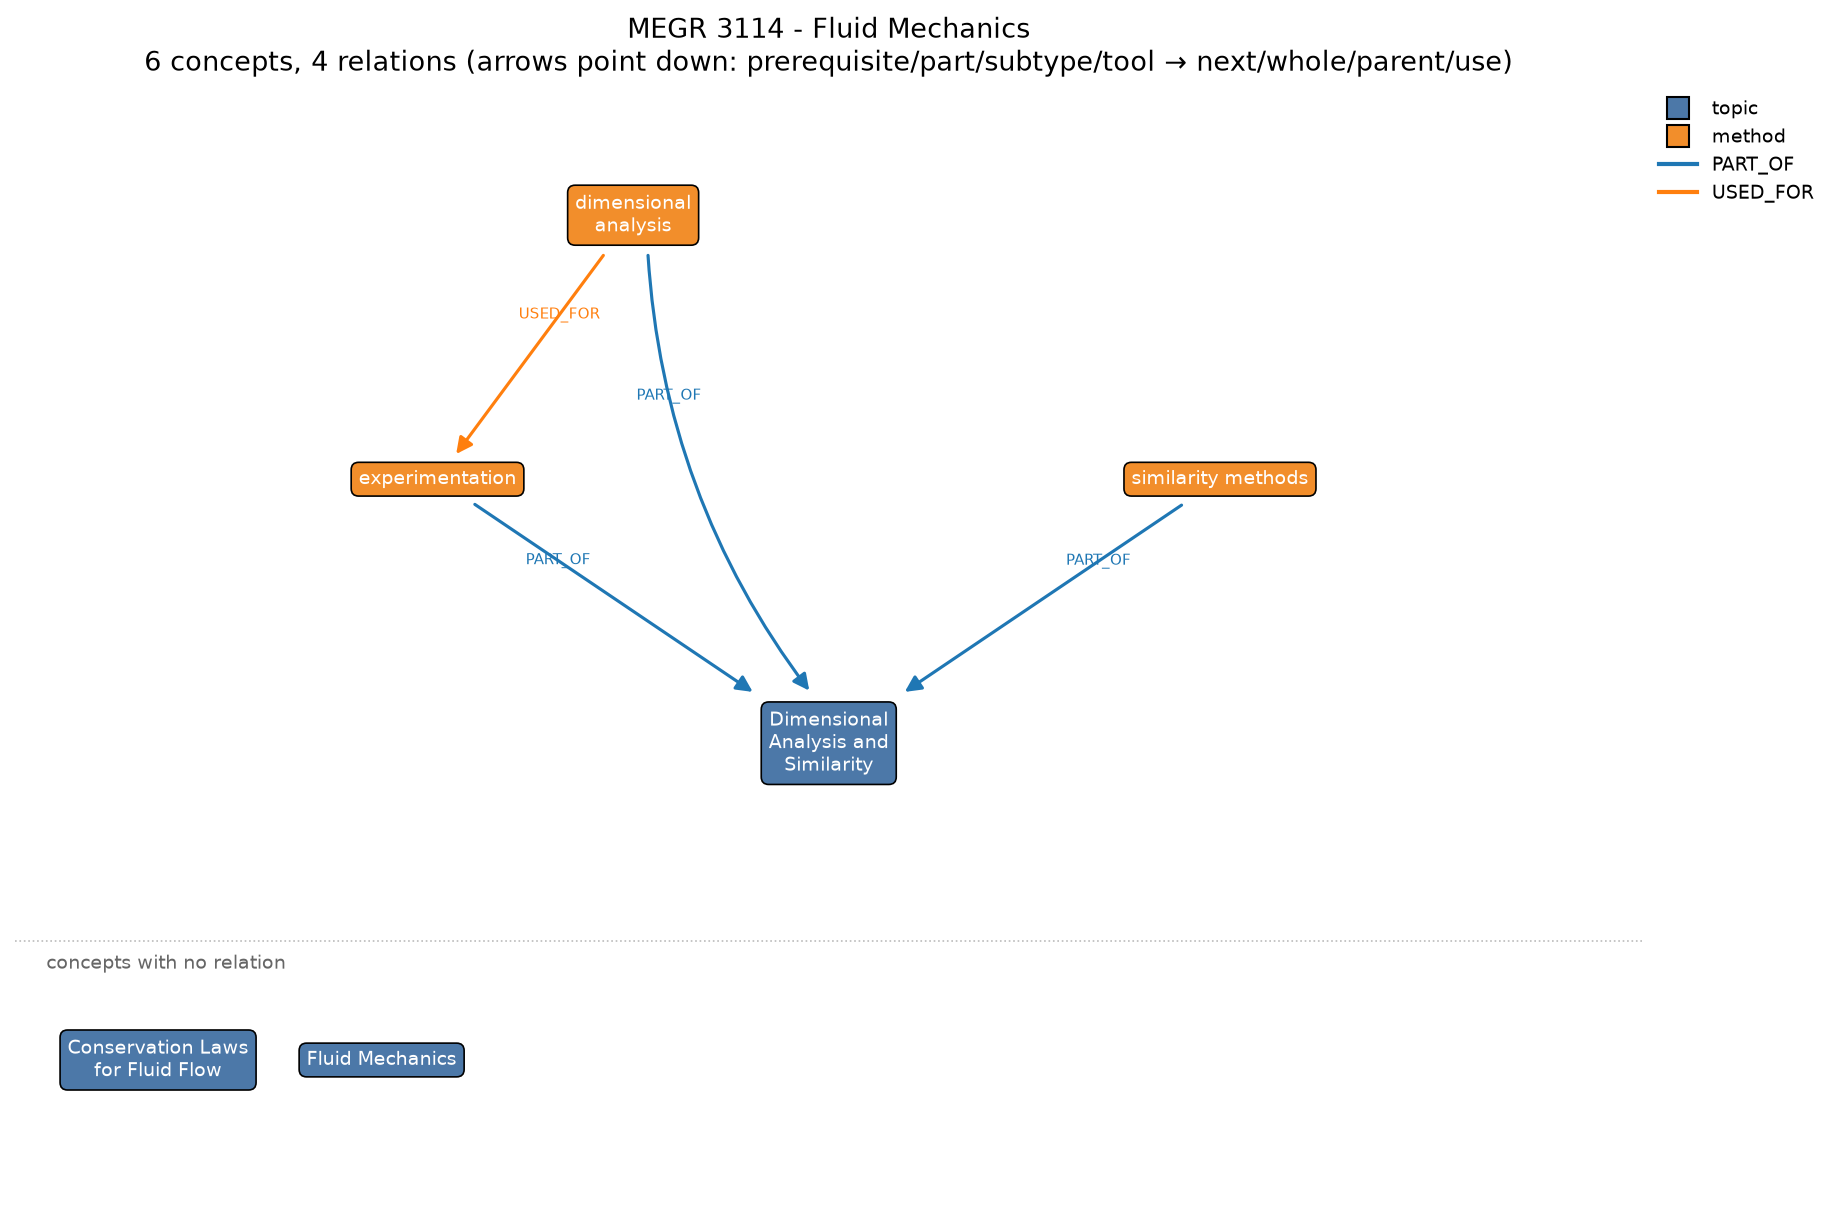 MEGR 3114 - Fluid Mechanics
6 concepts, 4 relations (arrows point down: prerequisite/part/subtype/tool → next/whole/parent/use)
topic
method
PART_OF
USED_FOR
dimensional
analysis
USED_FOR
PART_OF
experimentation
similarity methods
PART_OF
PART_OF
Dimensional
Analysis and
Similarity
concepts with no relation
Conservation Laws
for Fluid Flow
Fluid Mechanics